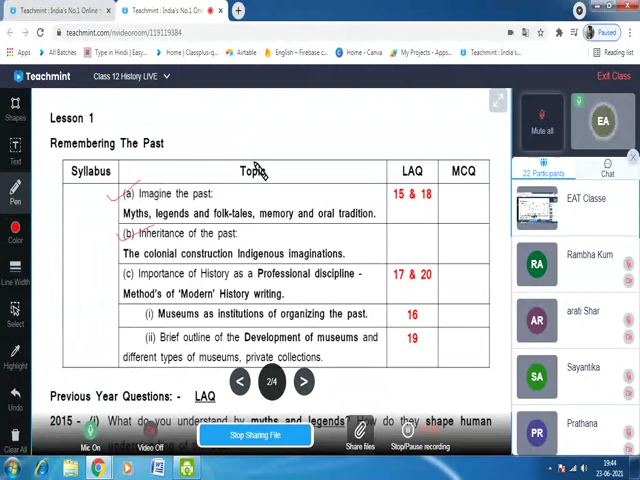 Teachmint : India's No.1 Online T
Teachmint : India's No.1 Onl
teachmint.com/nvideoroom/119119384
Paused
Apps
All Batches
Type in Hindi | Easy...
Home | Classplus-q...
Airtable
English – Firebase c...
Home - Canva
My Projects - Apps...
Teachmint : India's...
Reading list
Teachmint
Class 12 History LIVE
Exit Class
Shapes
Text
Pen
Color
Line Width
Select
Highlight
Undo
Clear All
Lesson 1
Remembering The Past
Syllabus Topic LAQ MCQ
(a) Imagine the past: 15 & 18
Myths, legends and folk-tales, memory and oral tradition.
(b) Inheritance of the past:
The colonial construction Indigenous imaginations.
(c) Importance of History as a Professional discipline - 17 & 20
Method's of 'Modern' History writing.
(i) Museums as institutions of organizing the past. 16
(ii) Brief outline of the Development of museums and 19
different types of museums, private collections.
2/4
Previous Year Questions: - LAQ
2015 - (i) What do you understand by myths and legends? How do they shape human
Mic On
Video Off
Stop Sharing File
Share files
Stop/Pause recording
Mute all
EA
22 Participants
Chat
EAT Classe
RA Rambha Kum
AR arati Shar
SA Sayantika
PR Prathana
19:44
23-06-2021